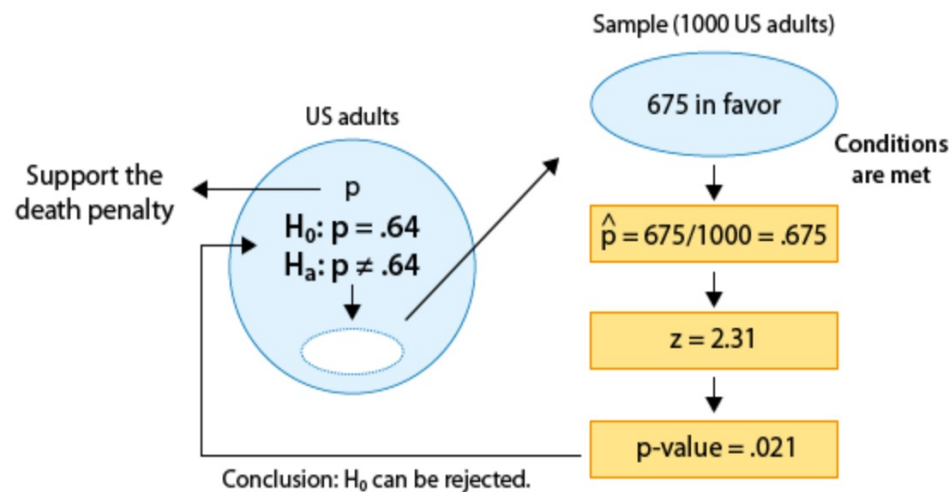 Sample (1000 US adults)
675 in favor
US adults
Conditions
are met
Support the
death penalty
p
H₀: p = .64
Hₐ: p ≠ .64
p̂ = 675/1000 = .675
z = 2.31
p-value = .021
Conclusion: H₀ can be rejected.